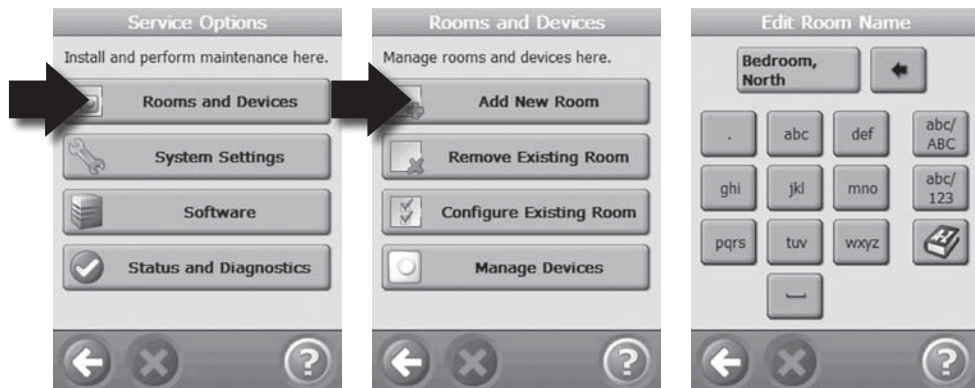 Service Options
Install and perform maintenance here.
Rooms and Devices
System Settings
Software
Status and Diagnostics
?
Rooms and Devices
Manage rooms and devices here.
Add New Room
Remove Existing Room
Configure Existing Room
Manage Devices
?
Edit Room Name
Bedroom,
North
. abc def abc/
ABC
ghi jkl mno abc/
123
pqrs tuv wxyz H
?